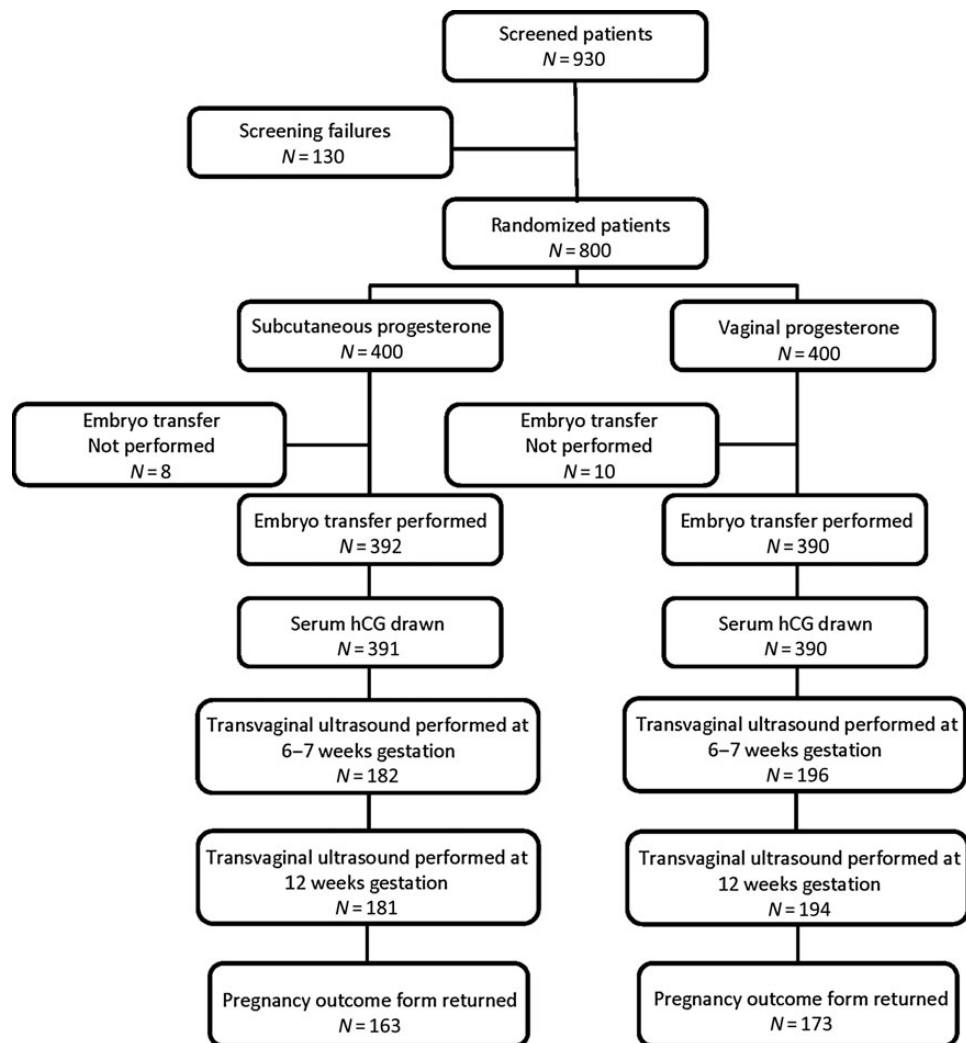 Screened patients
N = 930
Screening failures
N = 130
Randomized patients
N = 800
Subcutaneous progesterone
N = 400
Vaginal progesterone
N = 400
Embryo transfer
Not performed
N = 8
Embryo transfer
Not performed
N = 10
Embryo transfer performed
N = 392
Embryo transfer performed
N = 390
Serum hCG drawn
N = 391
Serum hCG drawn
N = 390
Transvaginal ultrasound performed at
6–7 weeks gestation
N = 182
Transvaginal ultrasound performed at
6–7 weeks gestation
N = 196
Transvaginal ultrasound performed at
12 weeks gestation
N = 181
Transvaginal ultrasound performed at
12 weeks gestation
N = 194
Pregnancy outcome form returned
N = 163
Pregnancy outcome form returned
N = 173